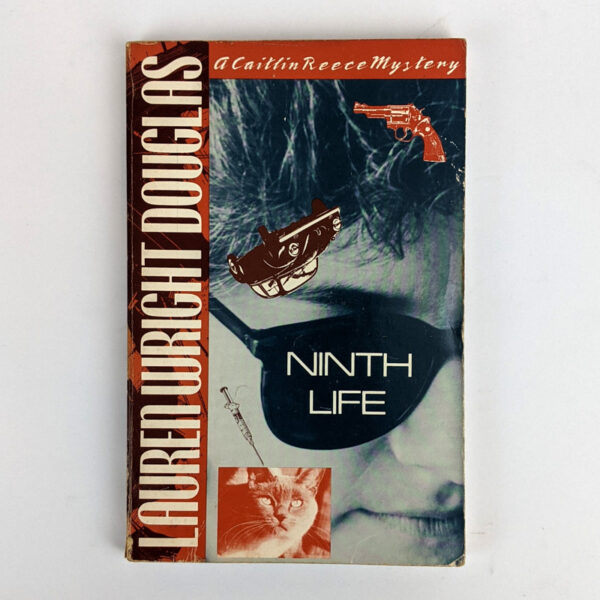 A Caitlin Reece Mystery
LAUREN WRIGHT DOUGLAS
NINTH
LIFE